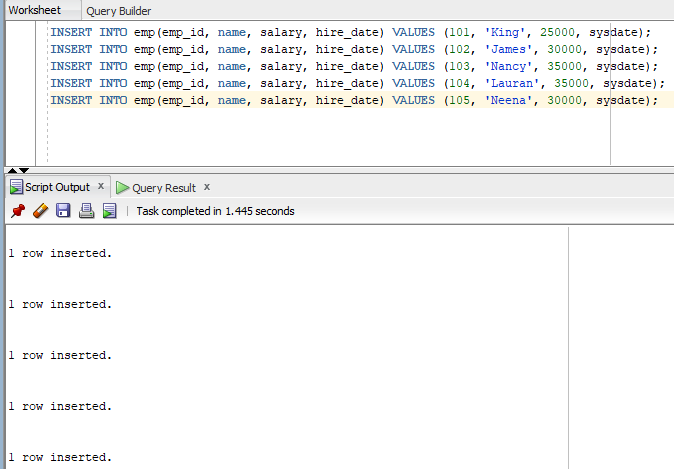 Worksheet Query Builder
INSERT INTO emp(emp_id, name, salary, hire_date) VALUES (101, 'King', 25000, sysdate);
INSERT INTO emp(emp_id, name, salary, hire_date) VALUES (102, 'James', 30000, sysdate);
INSERT INTO emp(emp_id, name, salary, hire_date) VALUES (103, 'Nancy', 35000, sysdate);
INSERT INTO emp(emp_id, name, salary, hire_date) VALUES (104, 'Lauran', 35000, sysdate);
INSERT INTO emp(emp_id, name, salary, hire_date) VALUES (105, 'Neena', 30000, sysdate);
Script Output x Query Result x
Task completed in 1.445 seconds
1 row inserted.
1 row inserted.
1 row inserted.
1 row inserted.
1 row inserted.